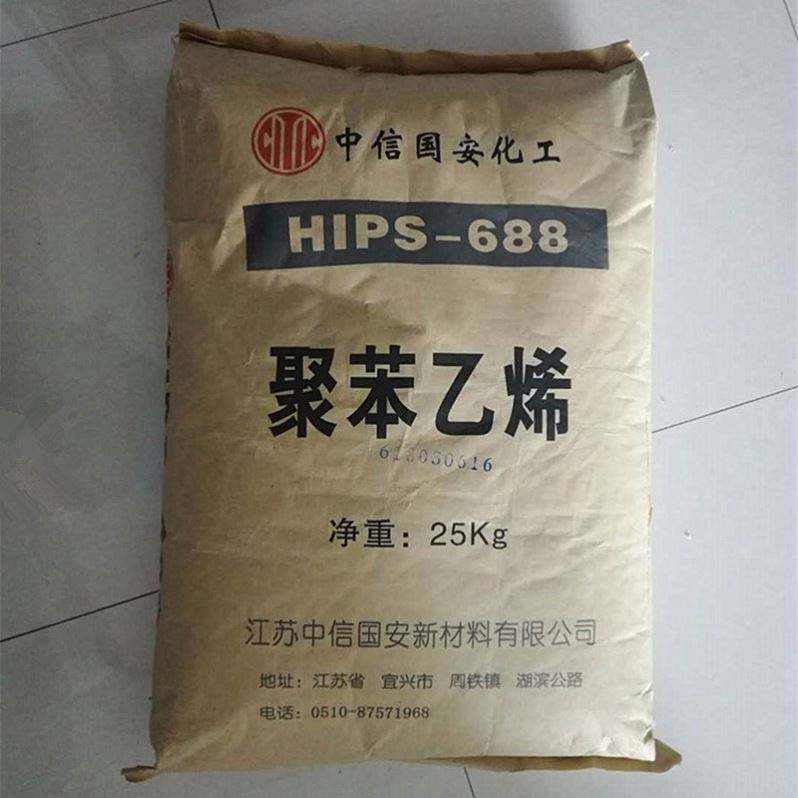 CITIC 中信国安化工
HIPS-688
聚苯乙烯
净重：25Kg
江苏中信国安新材料有限公司
地址：江苏省 宜兴市 周铁镇 湖滨公路
电话：0510-87571968